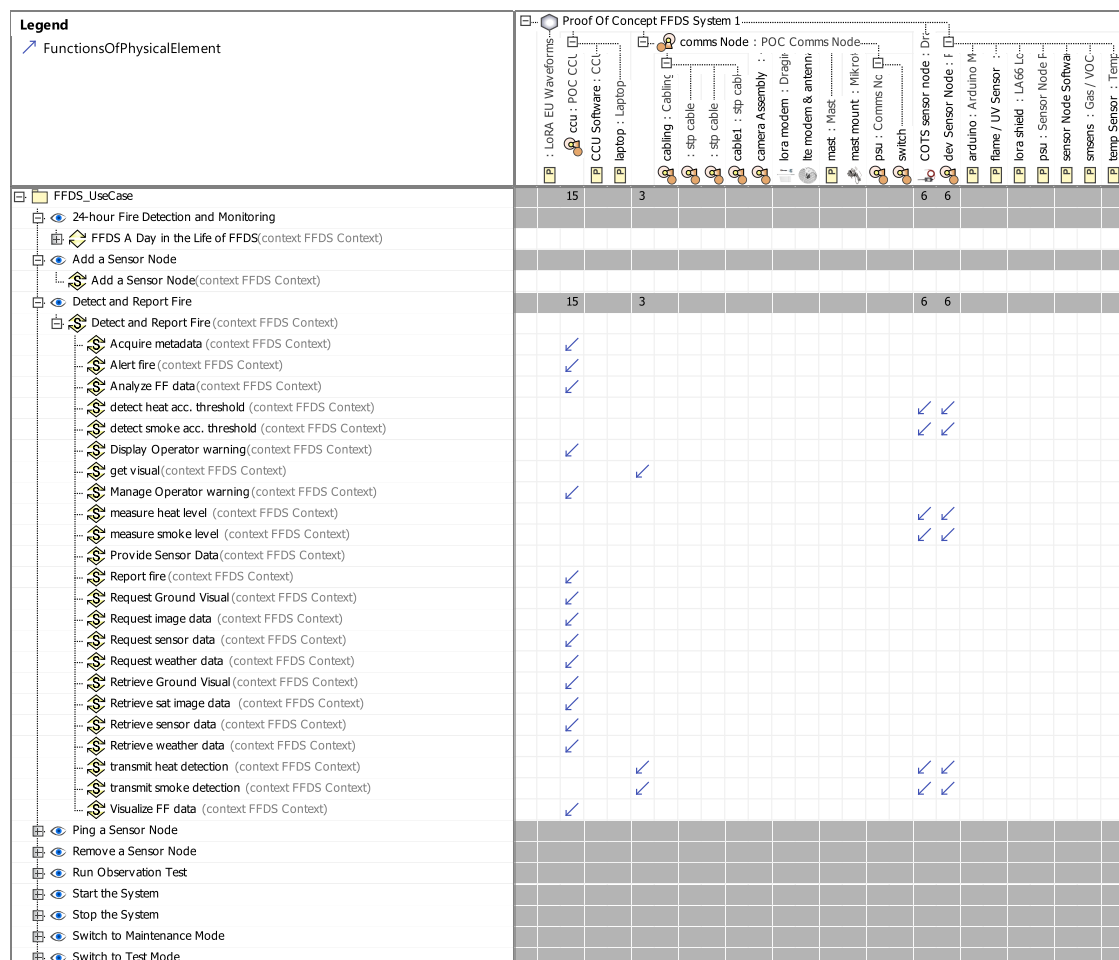 Legend
FunctionsOfPhysicalElement
Proof Of Concept FFDS System 1
comms Node : POC Comms Node
: LoRA EU Waveforms
ccu : POC CCU
CCU Software : CCU
laptop : Laptop
cabling : Cabling
: stp cable
: stp cable
cable1 : stp cabl
camera Assembly :
lora modem : Dragin
lte modem & antenn
mast : Mast
mast mount : Mikro
psu : Comms No
switch
COTS sensor node : Dr
dev Sensor Node : F
arduino : Arduino M
flame / UV Sensor :
lora shield : LA66 Lo
psu : Sensor Node F
sensor Node Softwa
smsens : Gas / VOC
temp Sensor : Temp
FFDS_UseCase 15 3 6 6
24-hour Fire Detection and Monitoring
FFDS A Day in the Life of FFDS(context FFDS Context)
Add a Sensor Node
Add a Sensor Node(context FFDS Context)
Detect and Report Fire 15 3 6 6
Detect and Report Fire (context FFDS Context)
Acquire metadata (context FFDS Context)
Alert fire (context FFDS Context)
Analyze FF data(context FFDS Context)
detect heat acc. threshold (context FFDS Context)
detect smoke acc. threshold (context FFDS Context)
Display Operator warning(context FFDS Context)
get visual(context FFDS Context)
Manage Operator warning(context FFDS Context)
measure heat level (context FFDS Context)
measure smoke level (context FFDS Context)
Provide Sensor Data(context FFDS Context)
Report fire (context FFDS Context)
Request Ground Visual(context FFDS Context)
Request image data (context FFDS Context)
Request sensor data (context FFDS Context)
Request weather data (context FFDS Context)
Retrieve Ground Visual(context FFDS Context)
Retrieve sat image data (context FFDS Context)
Retrieve sensor data (context FFDS Context)
Retrieve weather data (context FFDS Context)
transmit heat detection (context FFDS Context)
transmit smoke detection (context FFDS Context)
Visualize FF data (context FFDS Context)
Ping a Sensor Node
Remove a Sensor Node
Run Observation Test
Start the System
Stop the System
Switch to Maintenance Mode
Switch to Test Mode